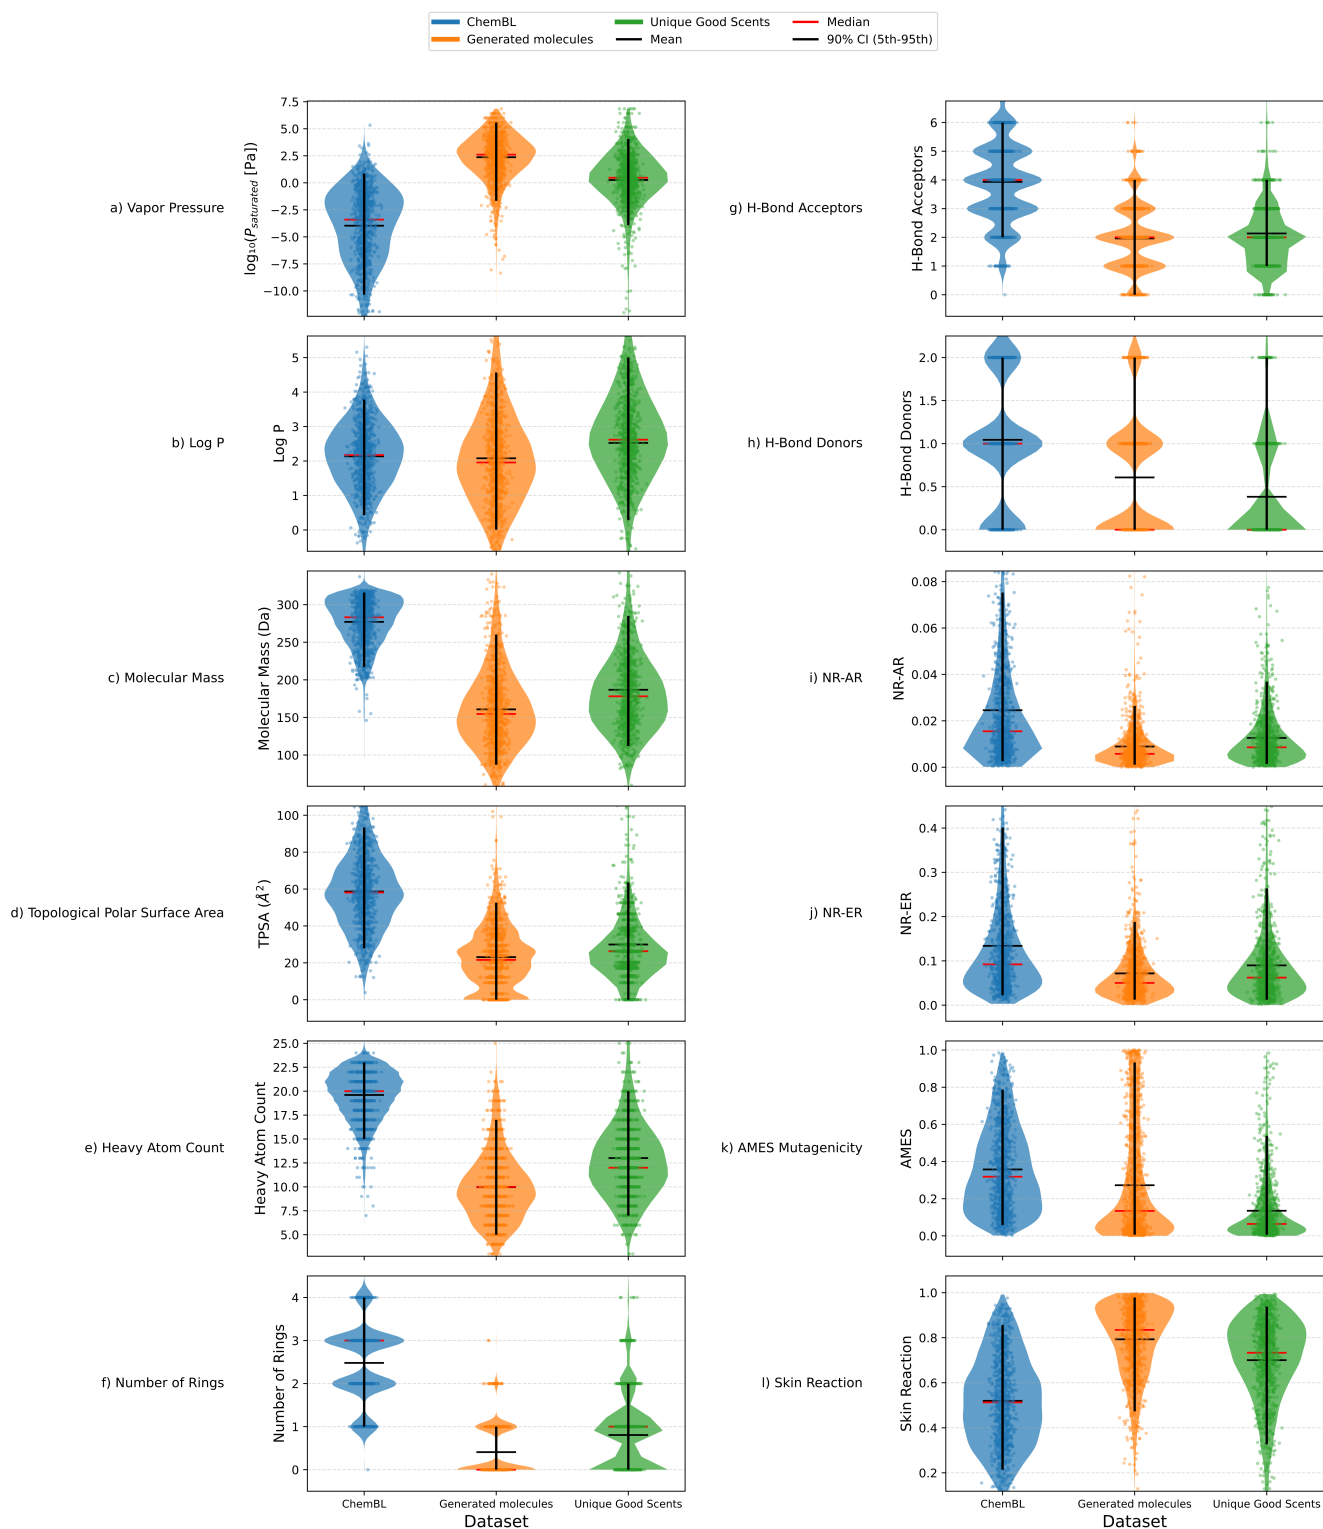 ChemBL
Generated molecules
Unique Good Scents
Mean
Median
90% CI (5th-95th)
a) Vapor Pressure
log₁₀(P_saturated [Pa])
7.5
5.0
2.5
0.0
−2.5
−5.0
−7.5
−10.0
b) Log P
Log P
5
4
3
2
1
0
c) Molecular Mass
Molecular Mass (Da)
300
250
200
150
100
d) Topological Polar Surface Area
TPSA (Å²)
100
80
60
40
20
0
e) Heavy Atom Count
Heavy Atom Count
25.0
22.5
20.0
17.5
15.0
12.5
10.0
7.5
5.0
f) Number of Rings
Number of Rings
4
3
2
1
0
ChemBL
Generated molecules
Unique Good Scents
Dataset
g) H-Bond Acceptors
H-Bond Acceptors
6
5
4
3
2
1
0
h) H-Bond Donors
H-Bond Donors
2.0
1.5
1.0
0.5
0.0
i) NR-AR
NR-AR
0.08
0.06
0.04
0.02
0.00
j) NR-ER
NR-ER
0.4
0.3
0.2
0.1
0.0
k) AMES Mutagenicity
AMES
1.0
0.8
0.6
0.4
0.2
0.0
l) Skin Reaction
Skin Reaction
1.0
0.8
0.6
0.4
0.2
ChemBL
Generated molecules
Unique Good Scents
Dataset